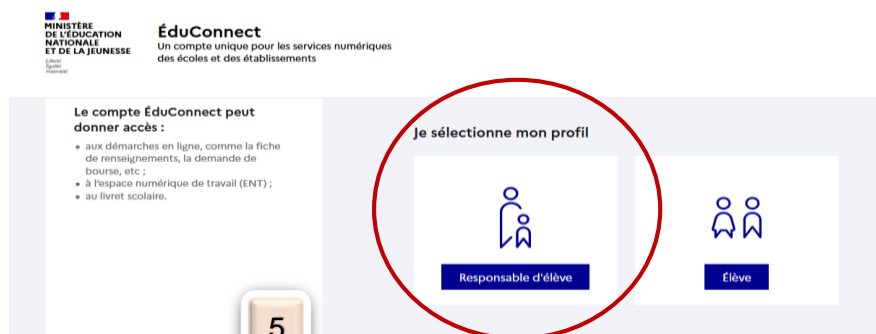 MINISTÈRE
DE L'ÉDUCATION
NATIONALE
ET DE LA JEUNESSE
Liberté
Égalité
Fraternité
ÉduConnect
Un compte unique pour les services numériques
des écoles et des établissements
Le compte ÉduConnect peut
donner accès :
• aux démarches en ligne, comme la fiche
de renseignements, la demande de
bourse, etc ;
• à l'espace numérique de travail (ENT) ;
• au livret scolaire.
Je sélectionne mon profil
Responsable d'élève
Élève
5